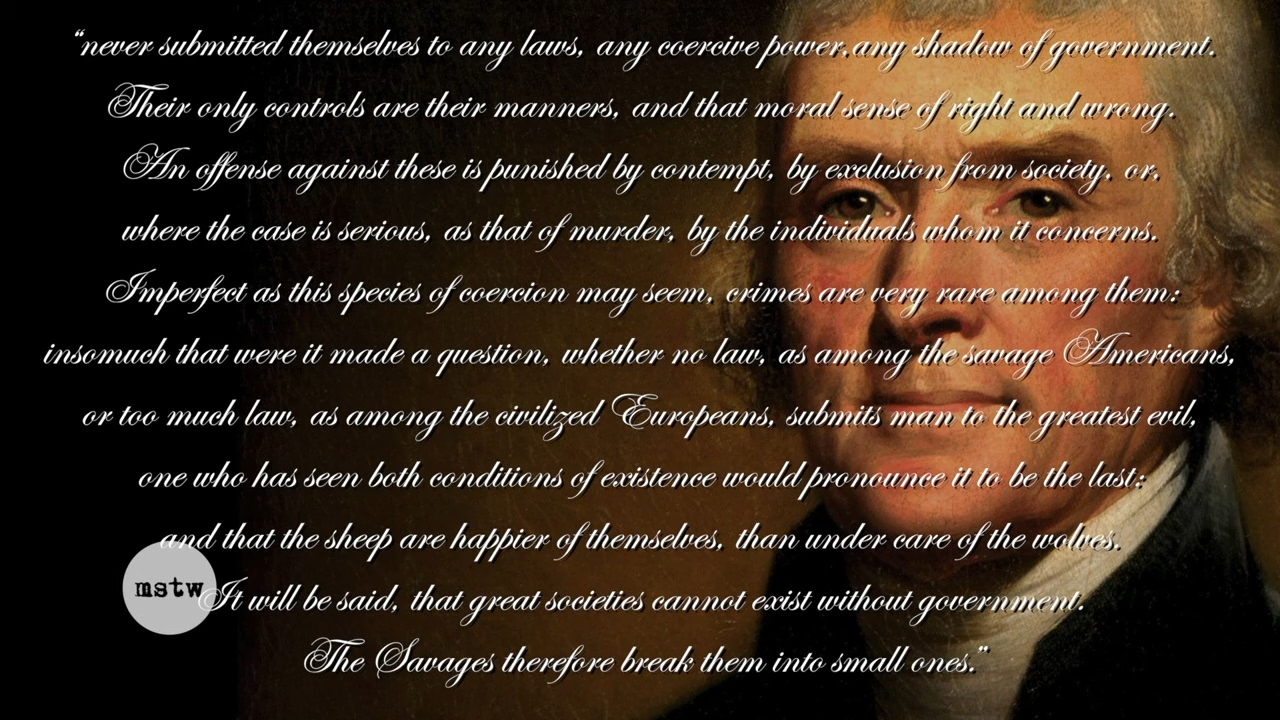 “never submitted themselves to any laws, any coercive power,any shadow of government.
Their only controls are their manners, and that moral sense of right and wrong.
An offense against these is punished by contempt, by exclusion from society, or,
where the case is serious, as that of murder, by the individuals whom it concerns.
Imperfect as this species of coercion may seem, crimes are very rare among them:
insomuch that were it made a question, whether no law, as among the savage Americans,
or too much law, as among the civilized Europeans, submits man to the greatest evil,
one who has seen both conditions of existence would pronounce it to be the last:
and that the sheep are happier of themselves, than under care of the wolves.
mstw
It will be said, that great societies cannot exist without government.
The Savages therefore break them into small ones.”